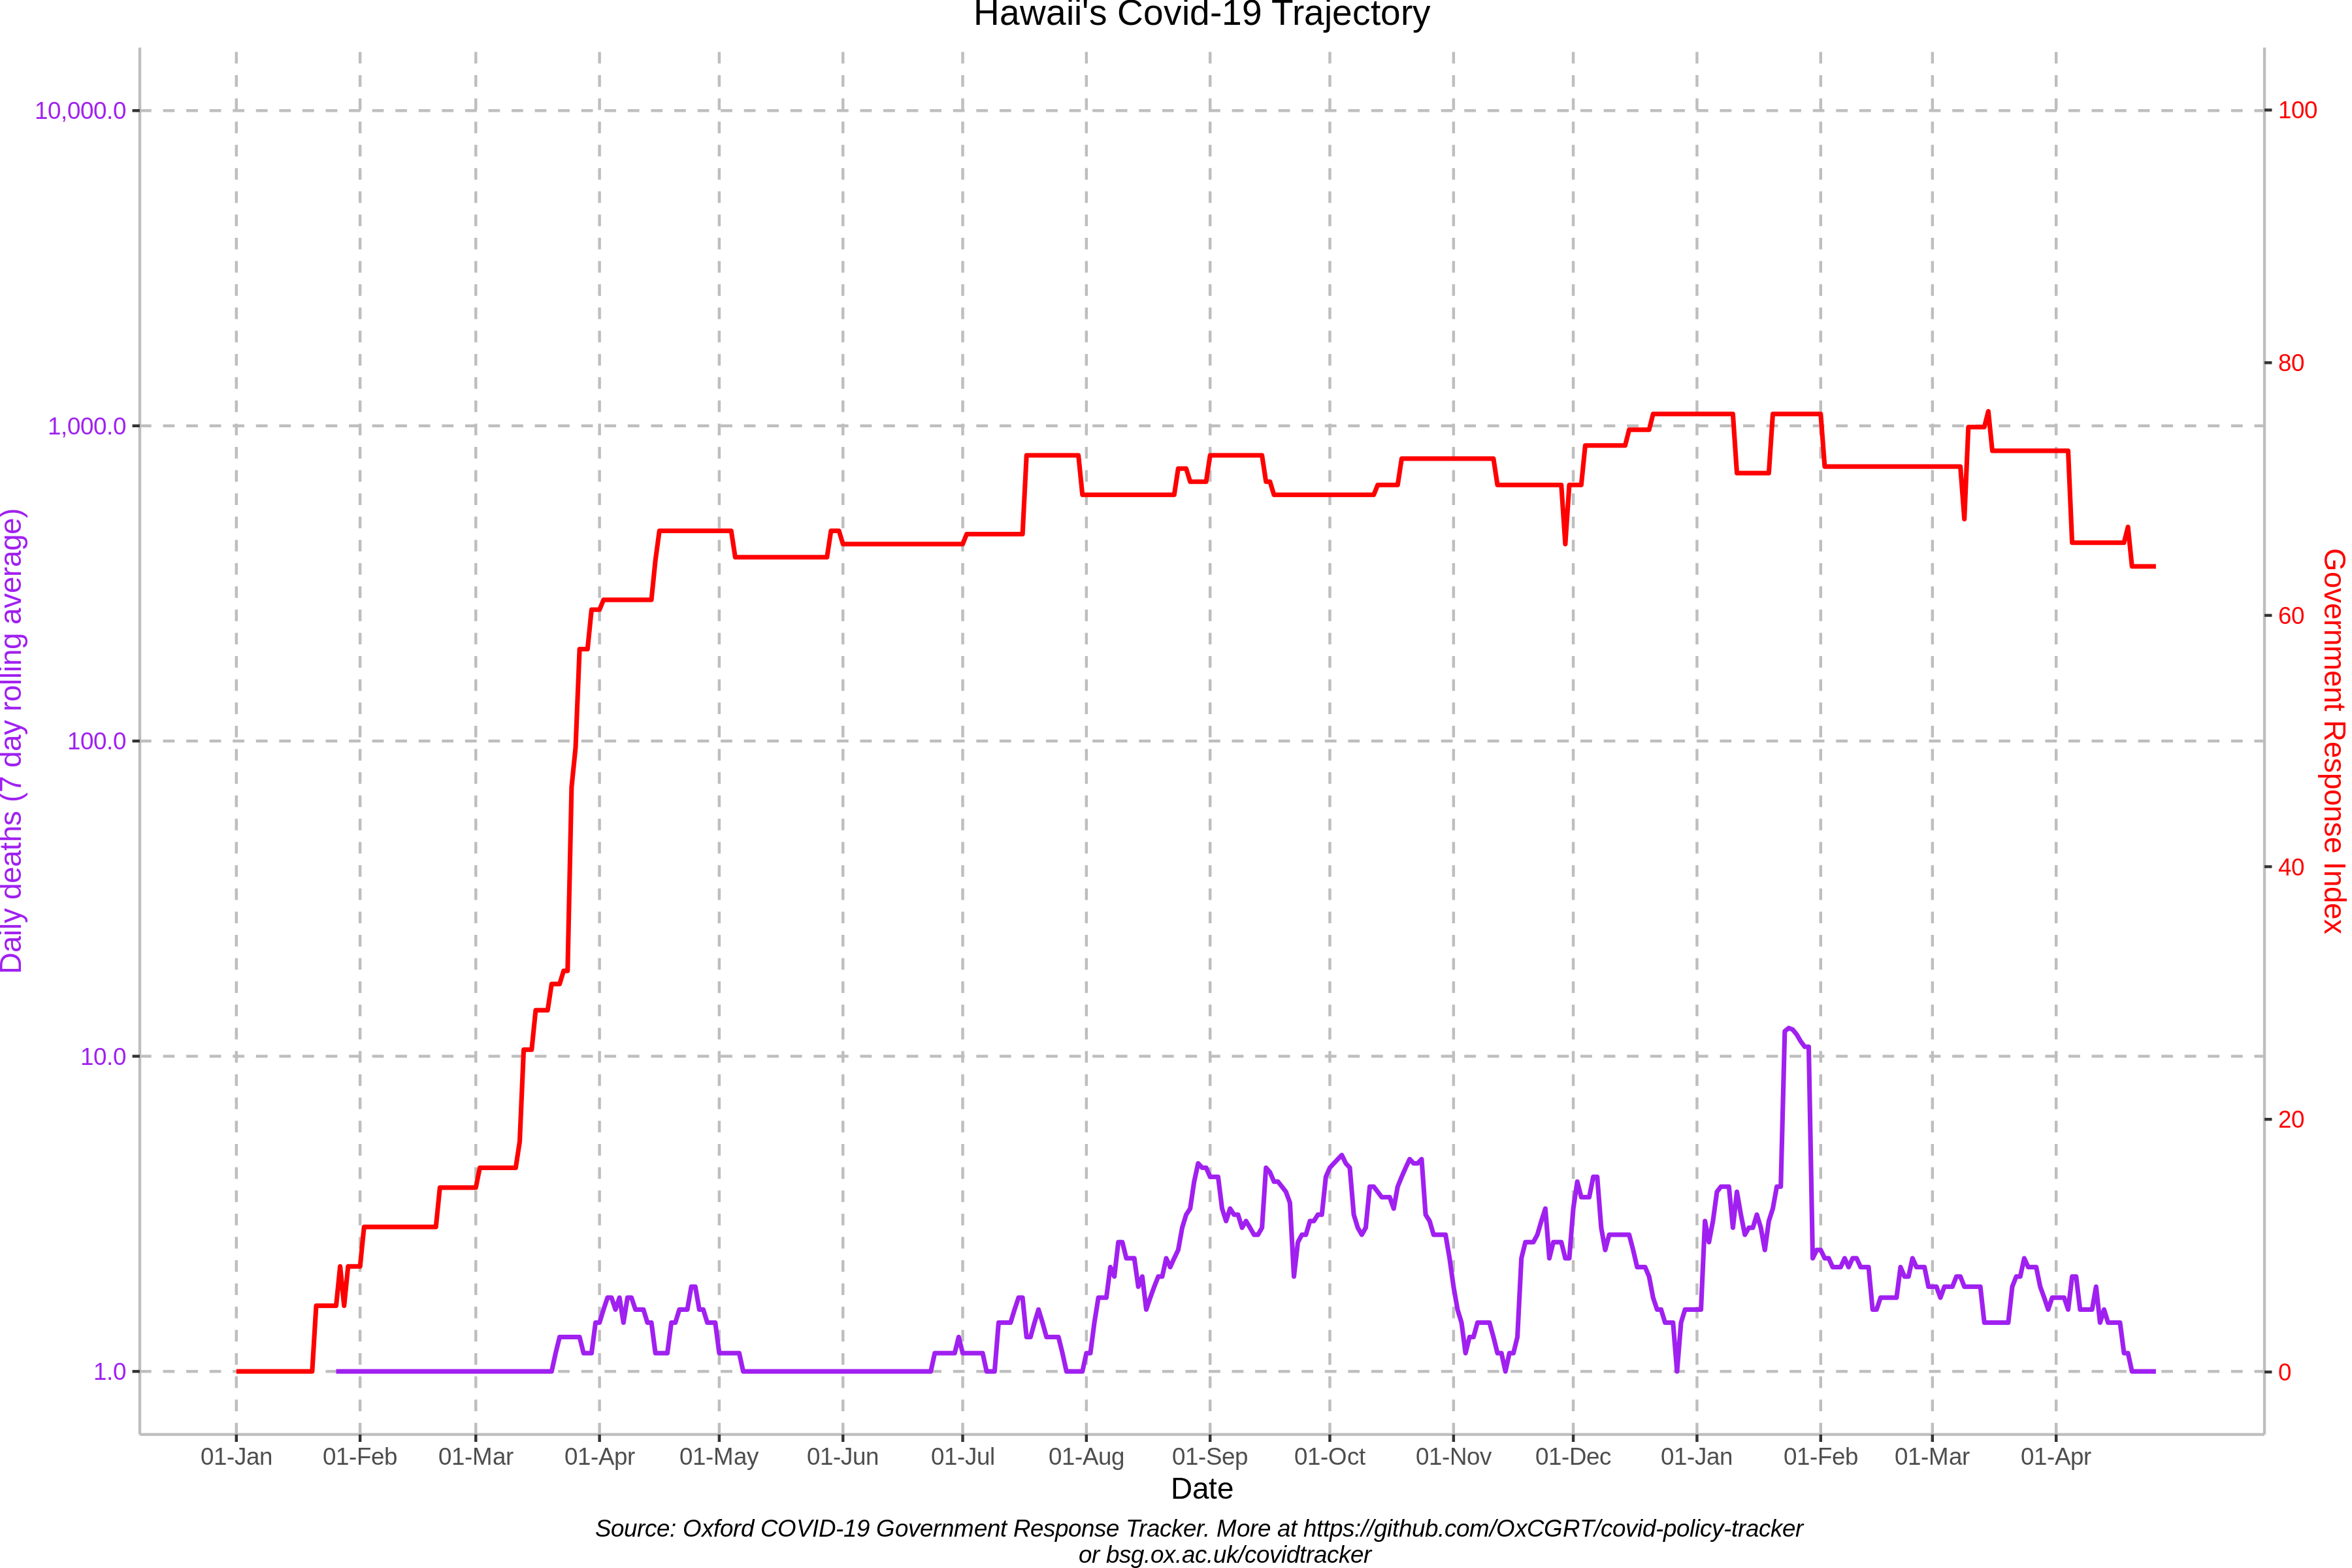 Hawaii's Covid-19 Trajectory
10,000.0
1,000.0
100.0
10.0
1.0
Daily deaths (7 day rolling average)
100
80
60
40
20
0
Government Response Index
01-Jan 01-Feb 01-Mar 01-Apr 01-May 01-Jun 01-Jul 01-Aug 01-Sep 01-Oct 01-Nov 01-Dec 01-Jan 01-Feb 01-Mar 01-Apr
Date
Source: Oxford COVID-19 Government Response Tracker. More at https://github.com/OxCGRT/covid-policy-tracker
or bsg.ox.ac.uk/covidtracker